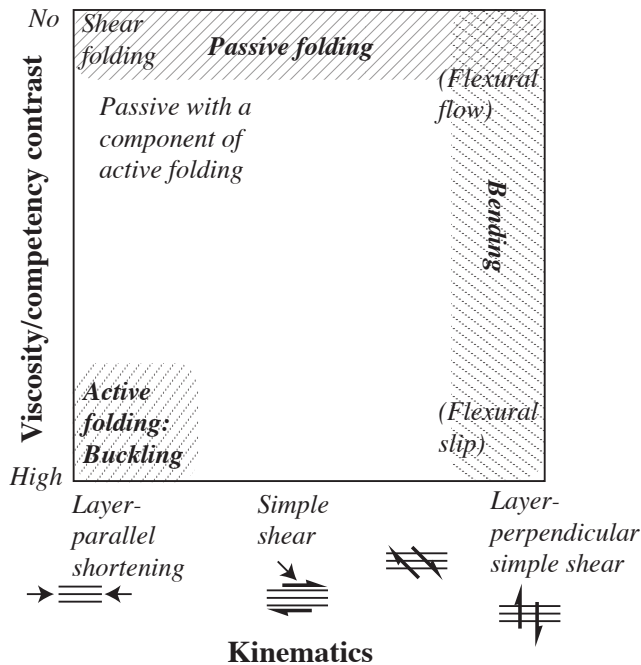 No
Shear
folding
Passive folding
Passive with a
component of
active folding
(Flexural
flow)
Bending
Viscosity/competency contrast
Active
folding:
Buckling
(Flexural
slip)
High
Layer-
parallel
shortening
Simple
shear
Layer-
perpendicular
simple shear
Kinematics